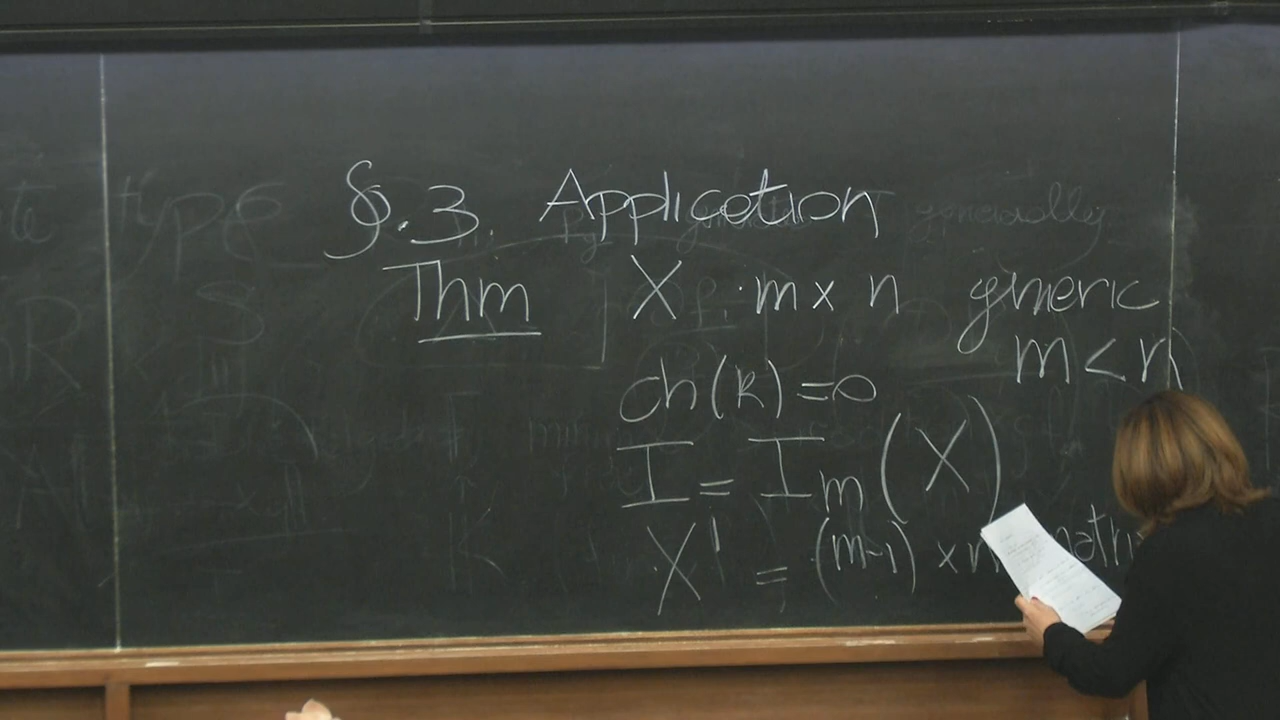 §.3. Application
Thm X m x n generic
m < n
ch(k) = 0
I = I_m(X)
X' = (m-1) x n